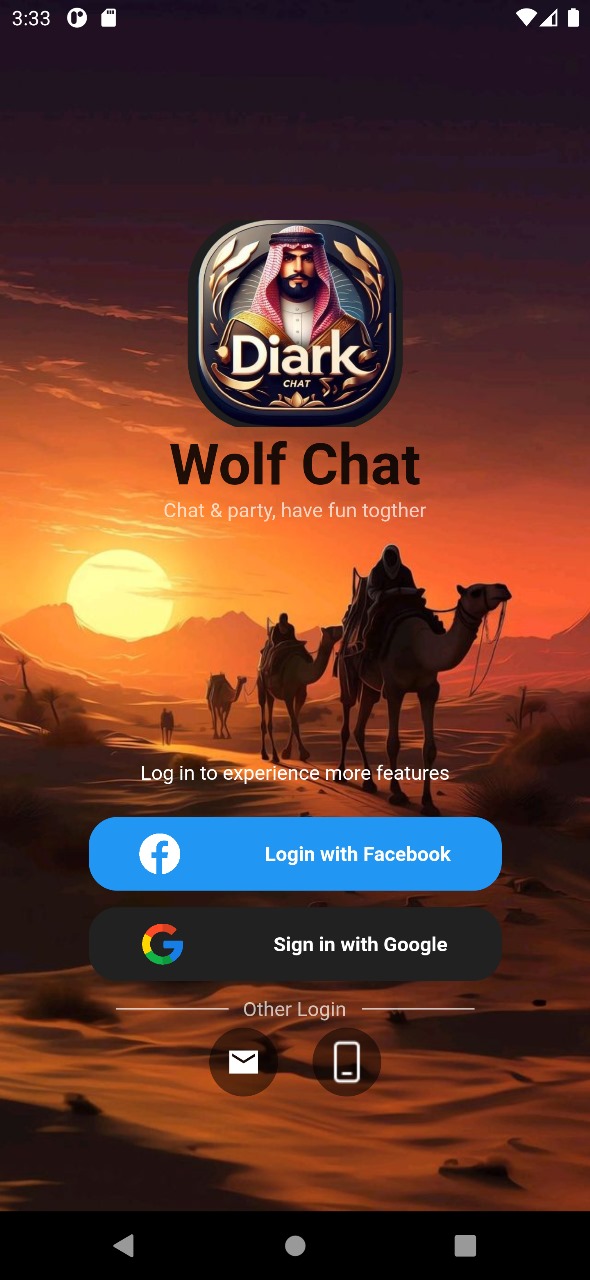 3:33
Diark
CHAT
Wolf Chat
Chat & party, have fun togther
Log in to experience more features
Login with Facebook
Sign in with Google
Other Login